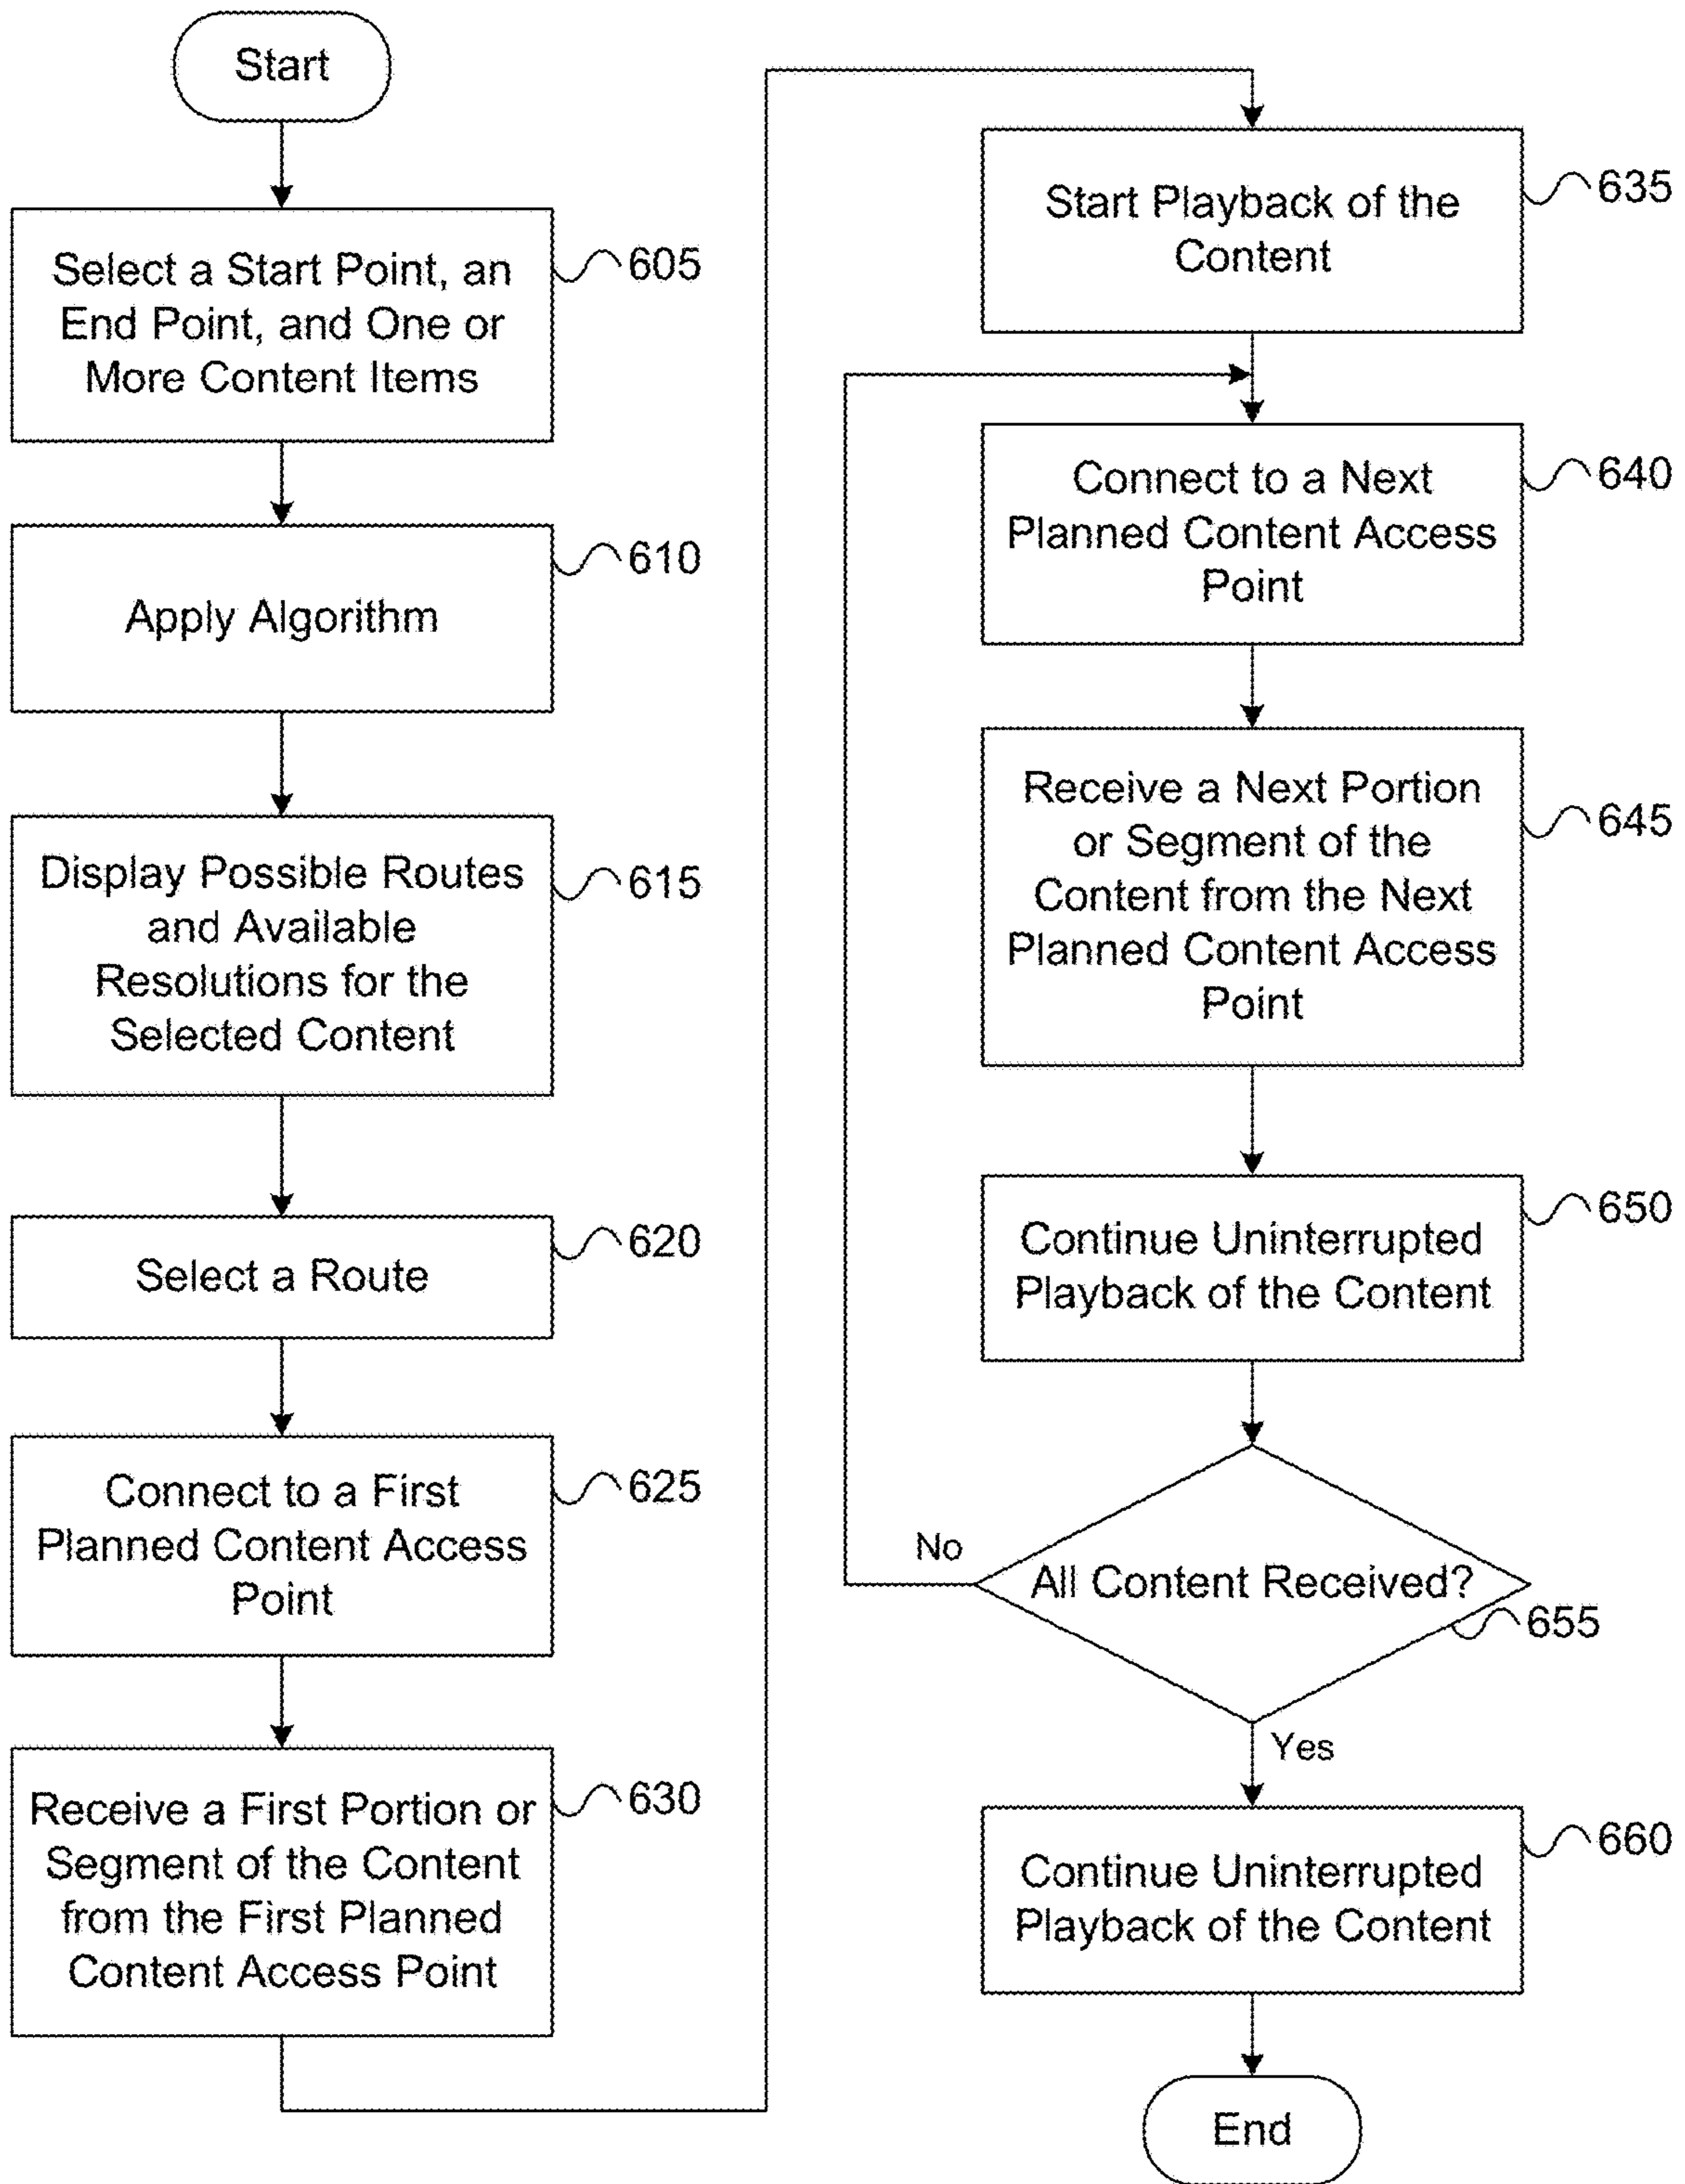 Start
Select a Start Point, an
End Point, and One or
More Content Items
605
Apply Algorithm
610
Display Possible Routes
and Available
Resolutions for the
Selected Content
615
Select a Route
620
Connect to a First
Planned Content Access
Point
625
Receive a First Portion or
Segment of the Content
from the First Planned
Content Access Point
630
Start Playback of the
Content
635
Connect to a Next
Planned Content Access
Point
640
Receive a Next Portion
or Segment of the
Content from the Next
Planned Content Access
Point
645
Continue Uninterrupted
Playback of the Content
650
No
All Content Received?
655
Yes
Continue Uninterrupted
Playback of the Content
660
End